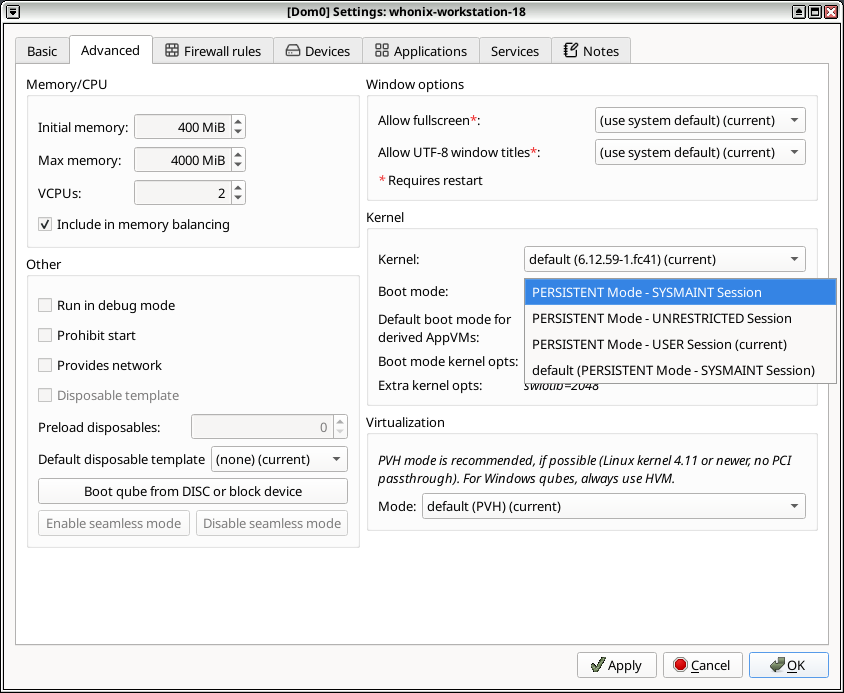 [Dom0] Settings: whonix-workstation-18
Basic
Advanced
Firewall rules
Devices
Applications
Services
Notes
Memory/CPU
Initial memory: 400 MiB
Max memory: 4000 MiB
VCPUs: 2
Include in memory balancing
Other
Run in debug mode
Prohibit start
Provides network
Disposable template
Preload disposables: 0
Default disposable template (none) (current)
Boot qube from DISC or block device
Enable seamless mode
Disable seamless mode
Window options
Allow fullscreen*: (use system default) (current)
Allow UTF-8 window titles*: (use system default) (current)
* Requires restart
Kernel
Kernel: default (6.12.59-1.fc41) (current)
Boot mode:
PERSISTENT Mode - SYSMAINT Session
PERSISTENT Mode - UNRESTRICTED Session
PERSISTENT Mode - USER Session (current)
default (PERSISTENT Mode - SYSMAINT Session)
Default boot mode for
derived AppVMs:
Boot mode kernel opts:
Extra kernel opts: swiotlb=2048
Virtualization
PVH mode is recommended, if possible (Linux kernel 4.11 or newer, no PCI
passthrough). For Windows qubes, always use HVM.
Mode: default (PVH) (current)
Apply
Cancel
OK